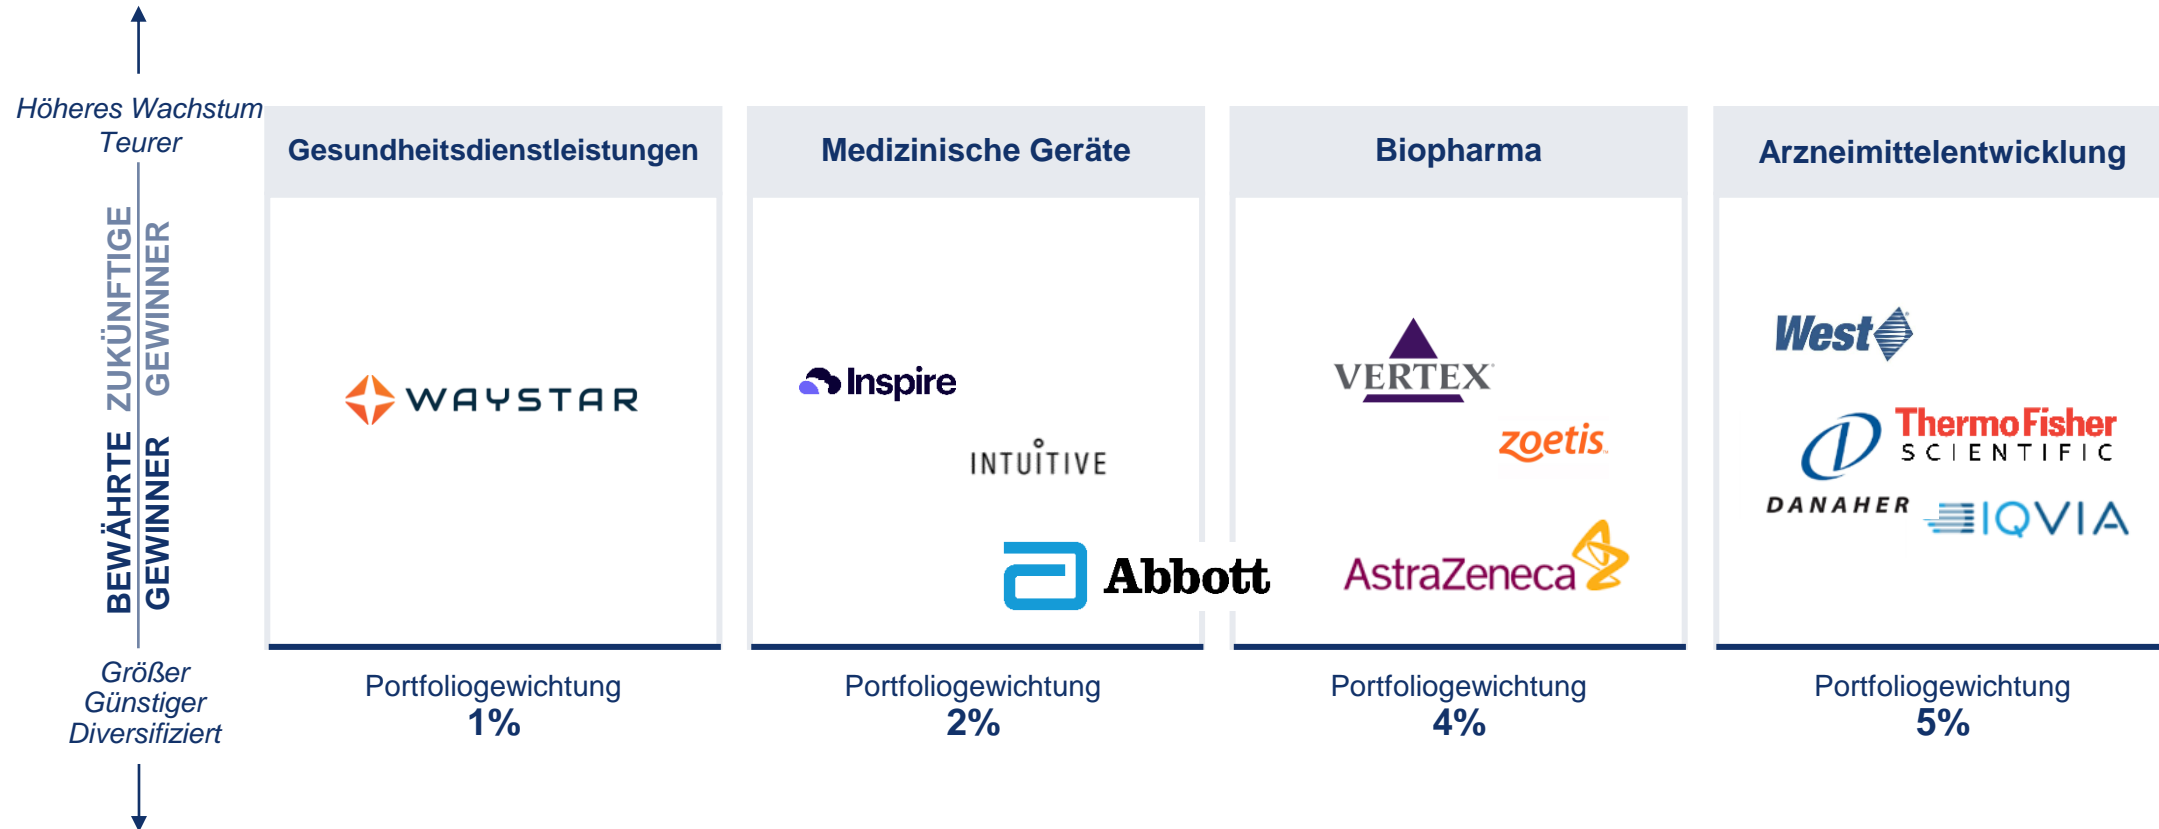 Höheres Wachstum
Teurer
ZUKÜNFTIGE
GEWINNER
BEWÄHRTE
GEWINNER
Größer
Günstiger
Diversifiziert
Gesundheitsdienstleistungen
WAYSTAR
Portfoliogewichtung
1%
Medizinische Geräte
Inspire
INTUITIVE
Abbott
Portfoliogewichtung
2%
Biopharma
VERTEX
zoetis
AstraZeneca
Portfoliogewichtung
4%
Arzneimittelentwicklung
West
ThermoFisher
SCIENTIFIC
DANAHER
IQVIA
Portfoliogewichtung
5%